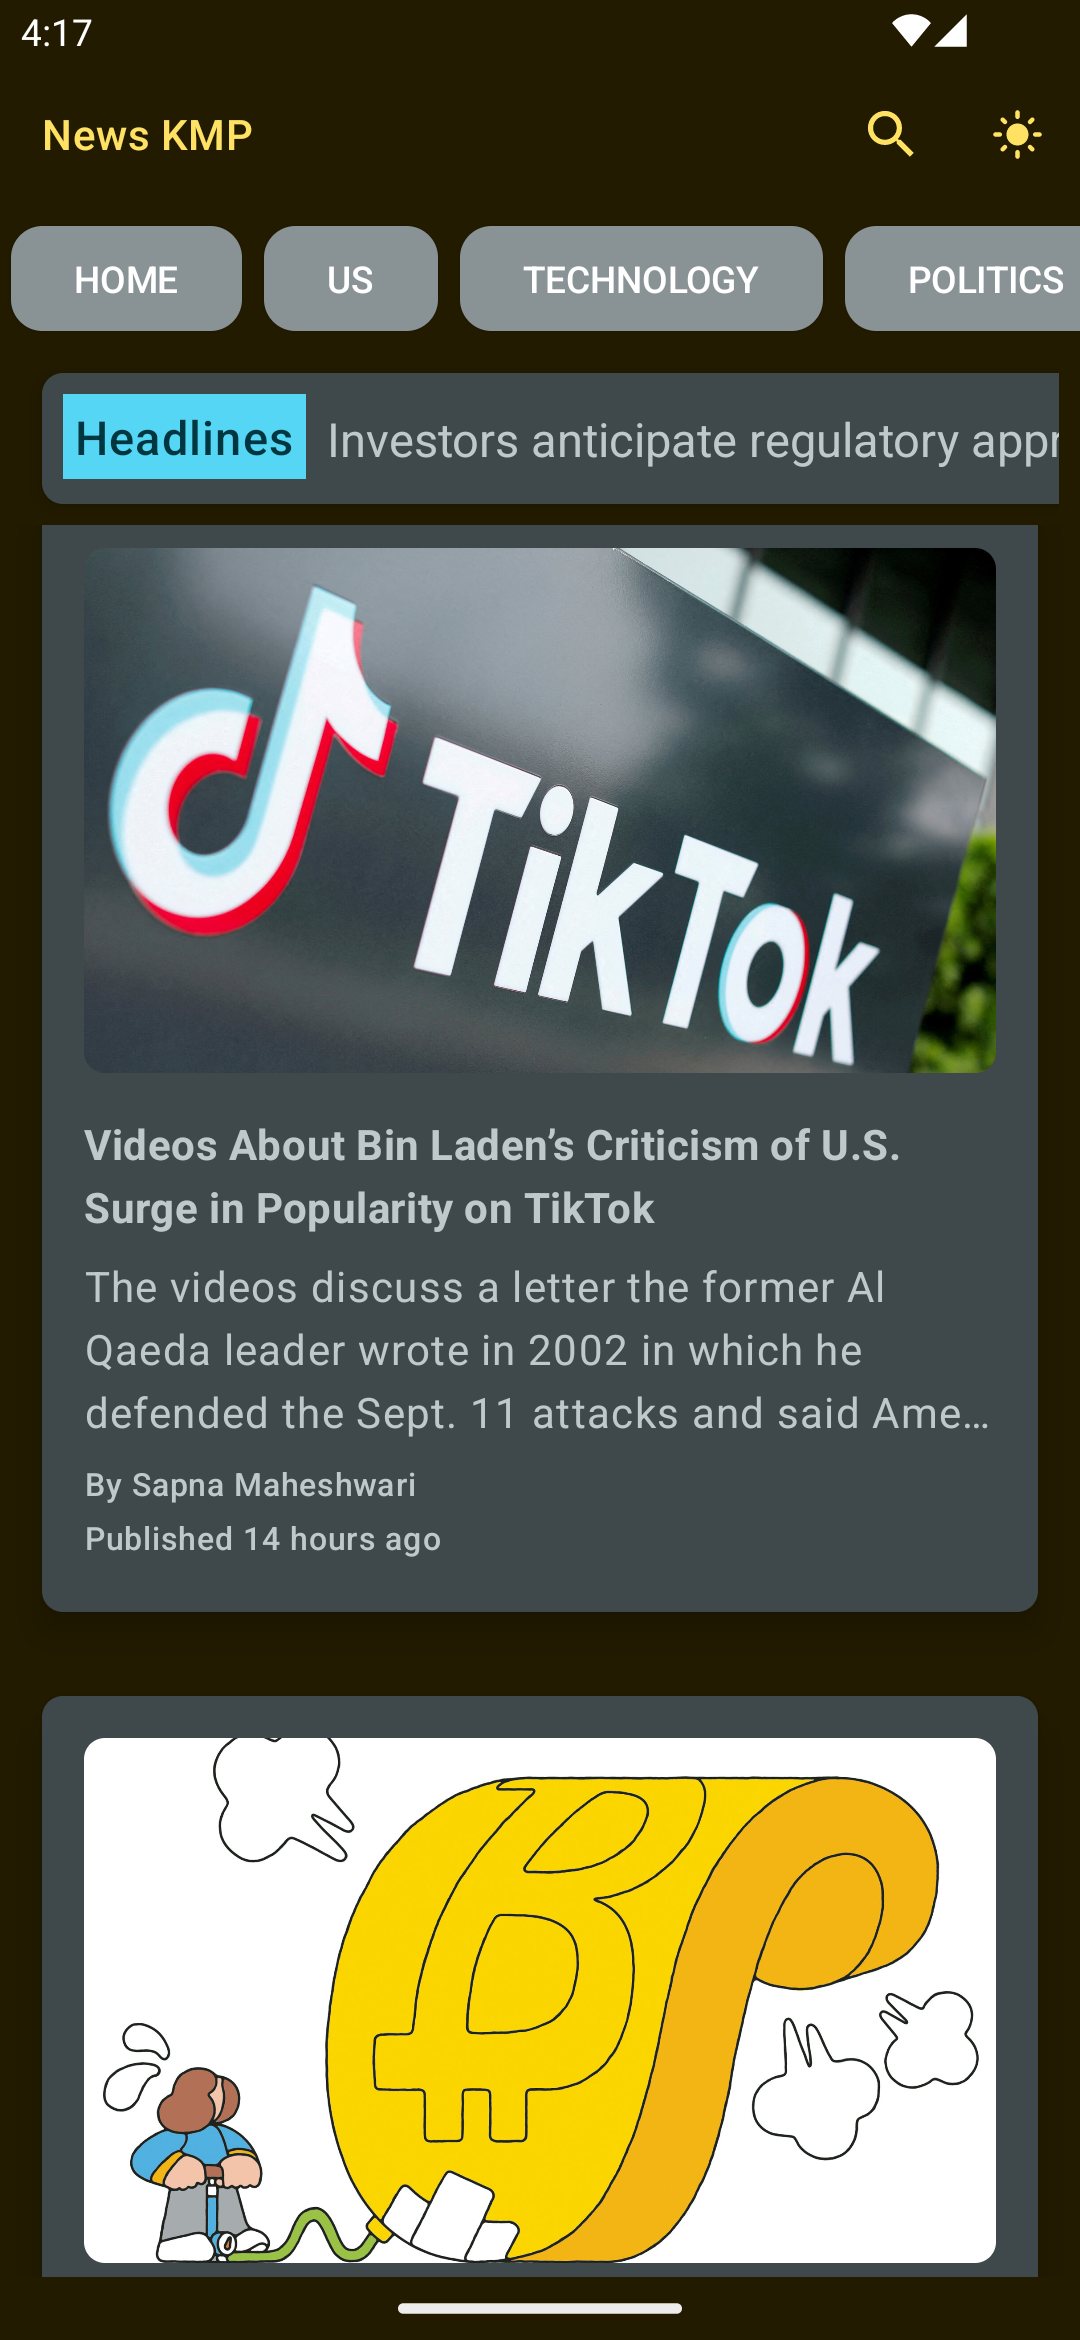 4:17
News KMP
HOME US TECHNOLOGY POLITICS
Headlines Investors anticipate regulatory appr
TikTok
Videos About Bin Laden’s Criticism of U.S.
Surge in Popularity on TikTok
The videos discuss a letter the former Al
Qaeda leader wrote in 2002 in which he
defended the Sept. 11 attacks and said Ame…
By Sapna Maheshwari
Published 14 hours ago